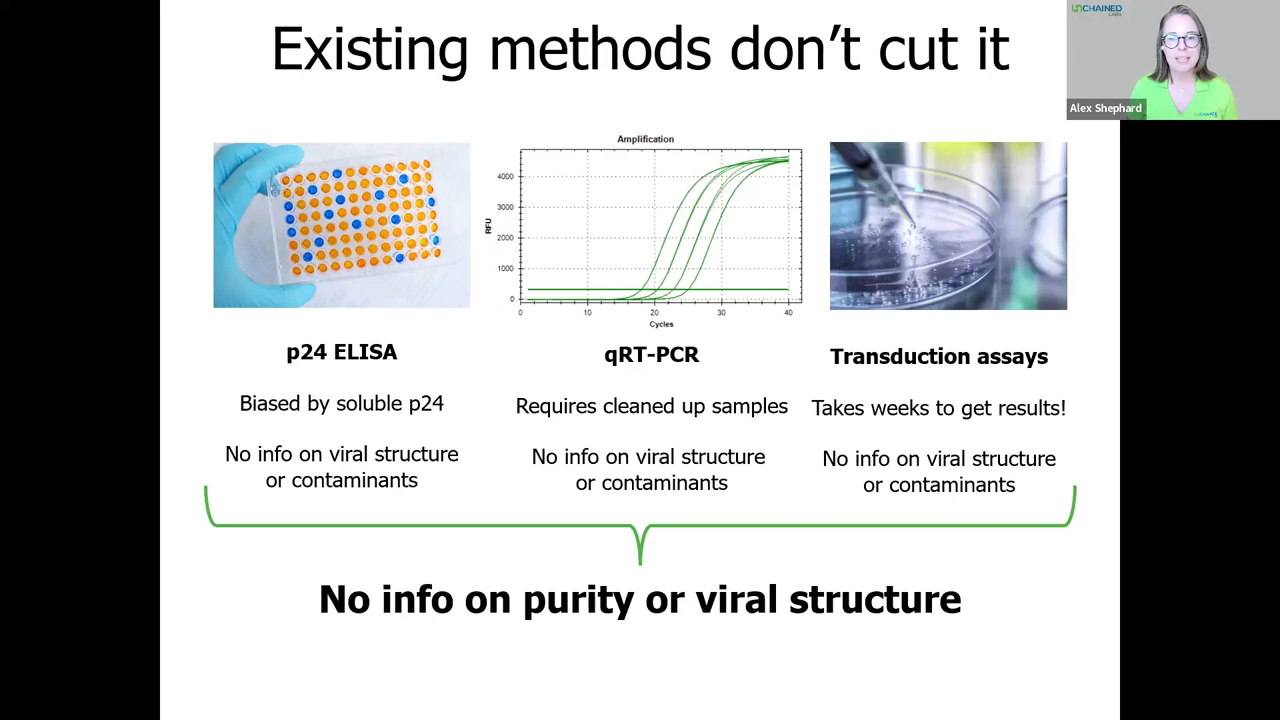 Existing methods don't cut it
UNCHAINED
LABS
Alex Shephard
Amplification
4000
3000
2000
1000
0
RFU
0
10
20
30
40
Cycles
p24 ELISA
Biased by soluble p24
No info on viral structure
or contaminants
qRT-PCR
Requires cleaned up samples
No info on viral structure
or contaminants
Transduction assays
Takes weeks to get results!
No info on viral structure
or contaminants
No info on purity or viral structure